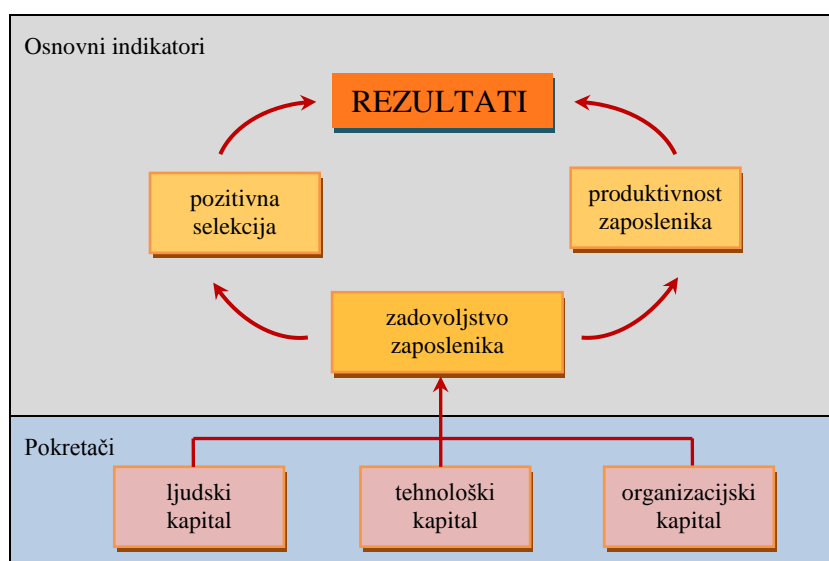 Osnovni indikatori
REZULTATI
pozitivna
selekcija
produktivnost
zaposlenika
zadovoljstvo
zaposlenika
Pokretači
ljudski
kapital
tehnološki
kapital
organizacijski
kapital